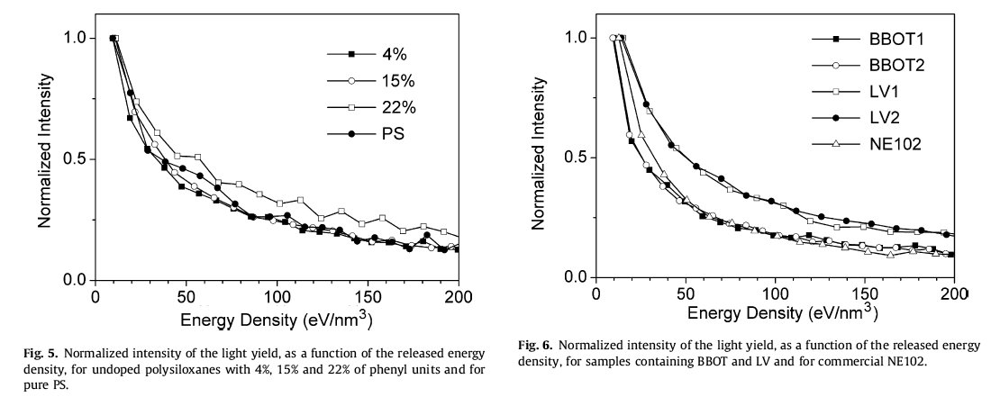 Normalized Intensity
1.0
0.5
0.0
4%
15%
22%
PS
0
50
100
150
200
Energy Density (eV/nm³)
Fig. 5. Normalized intensity of the light yield, as a function of the released energy
density, for undoped polysiloxanes with 4%, 15% and 22% of phenyl units and for
pure PS.
Normalized Intensity
1.0
0.5
0.0
BBOT1
BBOT2
LV1
LV2
NE102
0
50
100
150
200
Energy Density (eV/nm³)
Fig. 6. Normalized intensity of the light yield, as a function of the released energy
density, for samples containing BBOT and LV and for commercial NE102.